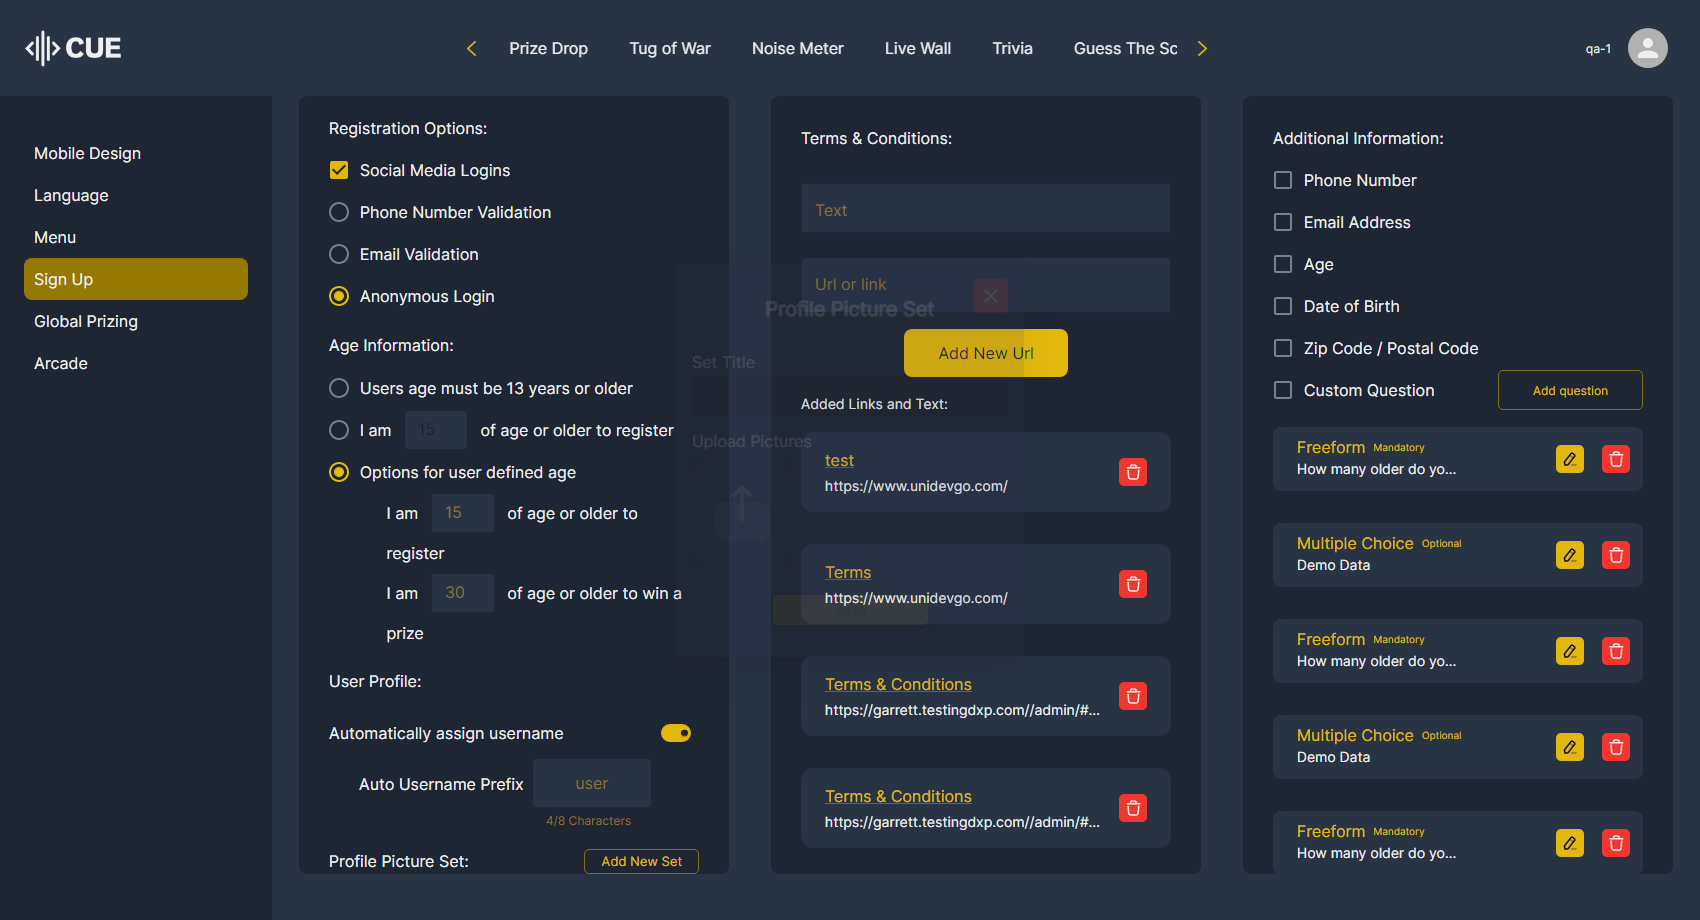 CUE
Prize Drop
Tug of War
Noise Meter
Live Wall
Trivia
Guess The Sc
qa-1
Mobile Design
Language
Menu
Sign Up
Global Prizing
Arcade
Registration Options:
Social Media Logins
Phone Number Validation
Email Validation
Anonymous Login
Age Information:
Users age must be 13 years or older
I am 15 of age or older to register
Options for user defined age
I am 15 of age or older to
register
I am 30 of age or older to win a
prize
User Profile:
Automatically assign username
Auto Username Prefix user
4/8 Characters
Profile Picture Set: Add New Set
Terms & Conditions:
Text
Url or link
Add New Url
Added Links and Text:
test
https://www.unidevgo.com/
Terms
https://www.unidevgo.com/
Terms & Conditions
https://garrett.testingdxp.com//admin/#...
Terms & Conditions
https://garrett.testingdxp.com//admin/#...
Profile Picture Set
Set Title
Upload Pictures
Additional Information:
Phone Number
Email Address
Age
Date of Birth
Zip Code / Postal Code
Custom Question Add question
Freeform Mandatory
How many older do yo...
Multiple Choice Optional
Demo Data
Freeform Mandatory
How many older do yo...
Multiple Choice Optional
Demo Data
Freeform Mandatory
How many older do yo...